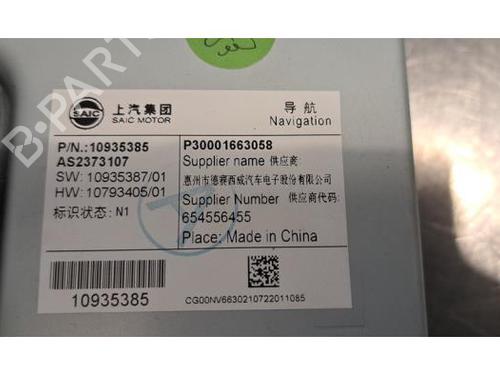 B-PARTS
SAIC
上汽集团
SAIC MOTOR
导航
Navigation
P/N.:10935385
AS2373107
SW: 10935387/01
HW: 10793405/01
标识状态: N1
P30001663058
Supplier name 供应商
惠州市德赛西威汽车电子股份有限公司
Supplier Number 供应商代码:
654556455
Place: Made in China
10935385
CG00NV6630210722011085